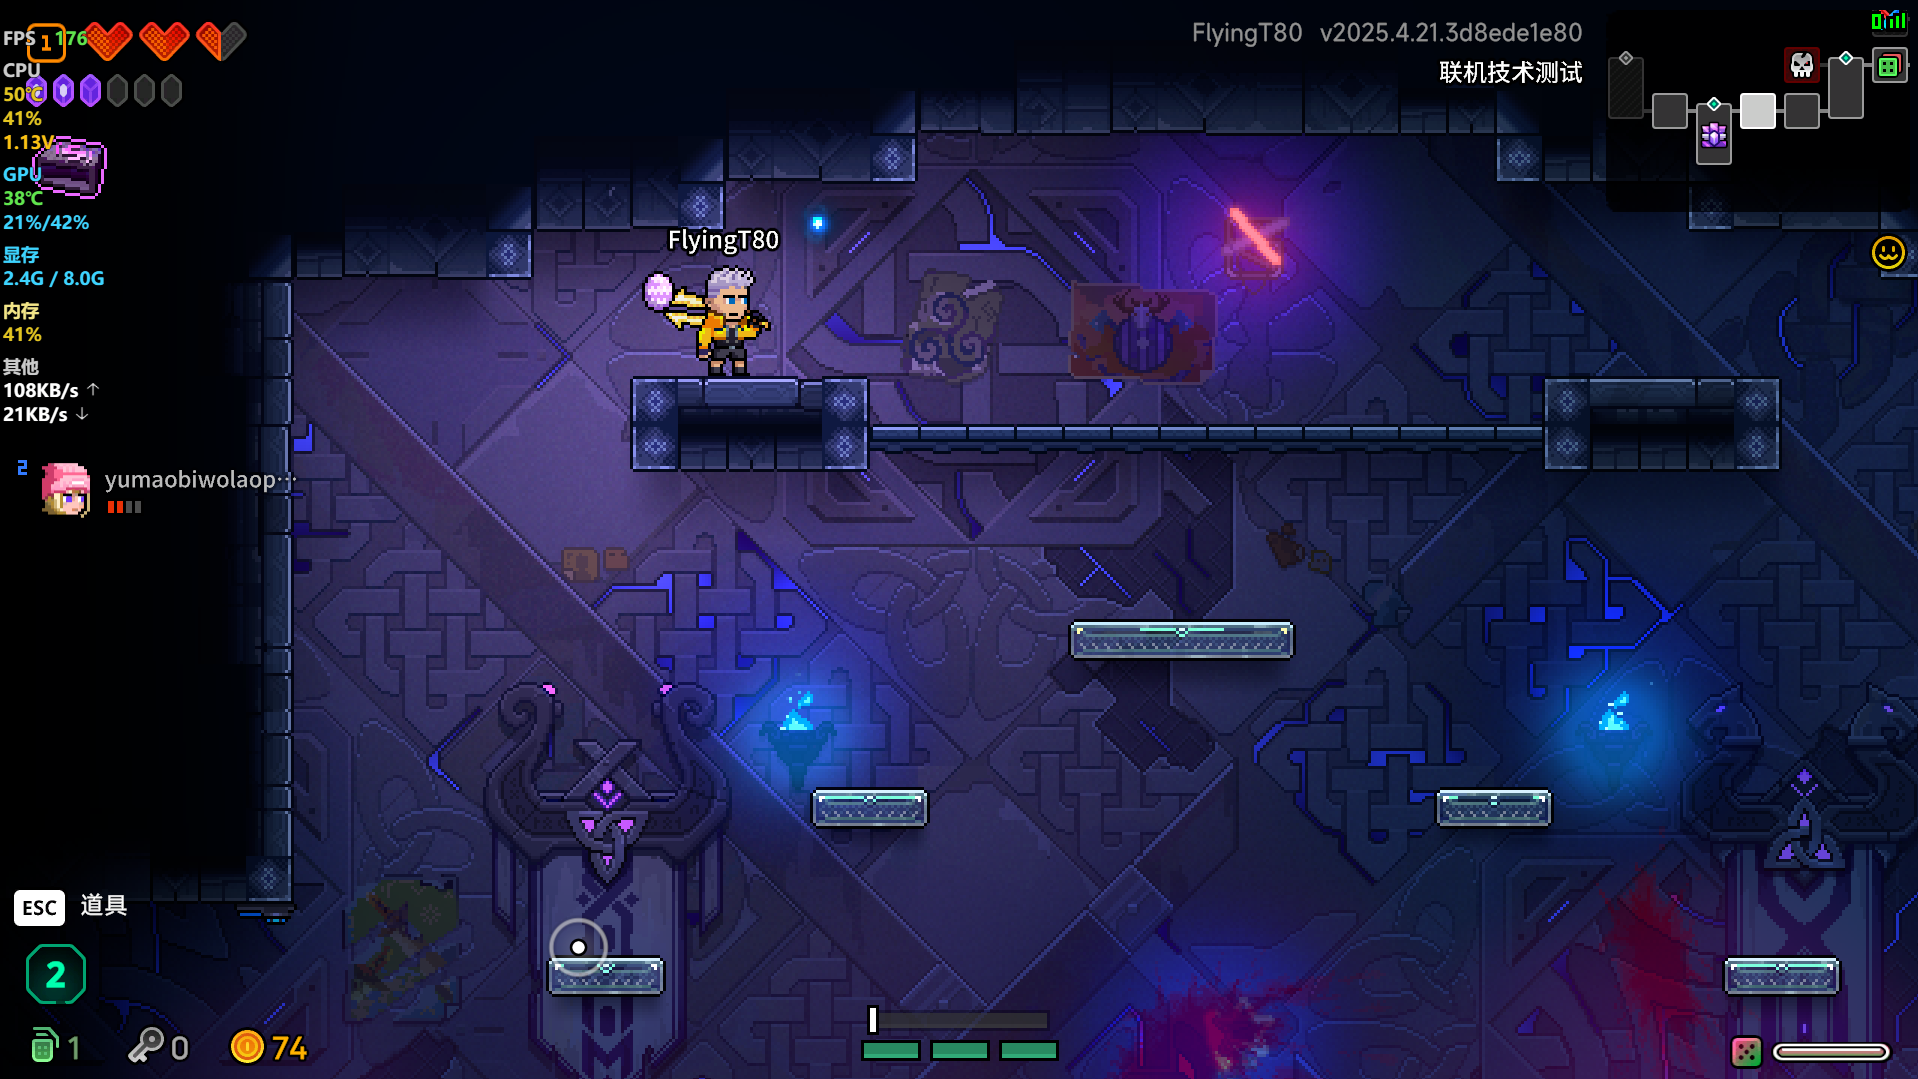 FPS 176
1
CPU
50℃
41%
1.13V
GPU
38℃
21%/42%
显存
2.4G / 8.0G
内存
41%
其他
108KB/s ↑
21KB/s ↓
FlyingT80 v2025.4.21.3d8ede1e80
联机技术测试
FlyingT80
2
yumaobiwolaop…
ESC 道具
2
1
0
74